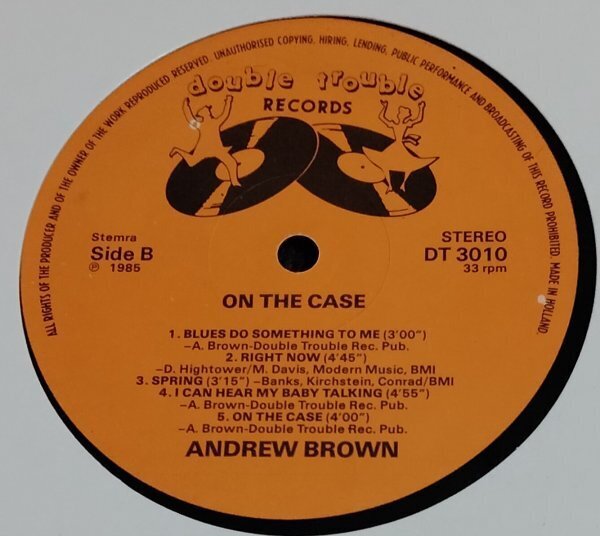 ALL RIGHTS OF THE PRODUCER AND OF THE OWNER OF THE WORK REPRODUCED RESERVED. UNAUTHORISED COPYING, HIRING, LENDING, PUBLIC PERFORMANCE AND BROADCASTING OF THIS RECORD PROHIBITED. MADE IN HOLLAND.
double trouble
RECORDS
Stemra
Side B
℗ 1985
STEREO
DT 3010
33 rpm
ON THE CASE
1. BLUES DO SOMETHING TO ME (3'00")
–A. Brown-Double Trouble Rec. Pub.
2. RIGHT NOW (4'45")
–D. Hightower/M. Davis, Modern Music, BMI
3. SPRING (3'15") –Banks, Kirchstein, Conrad/BMI
4. I CAN HEAR MY BABY TALKING (4'55")
–A. Brown-Double Trouble Rec. Pub.
5. ON THE CASE (4'00")
–A. Brown-Double Trouble Rec. Pub.
ANDREW BROWN